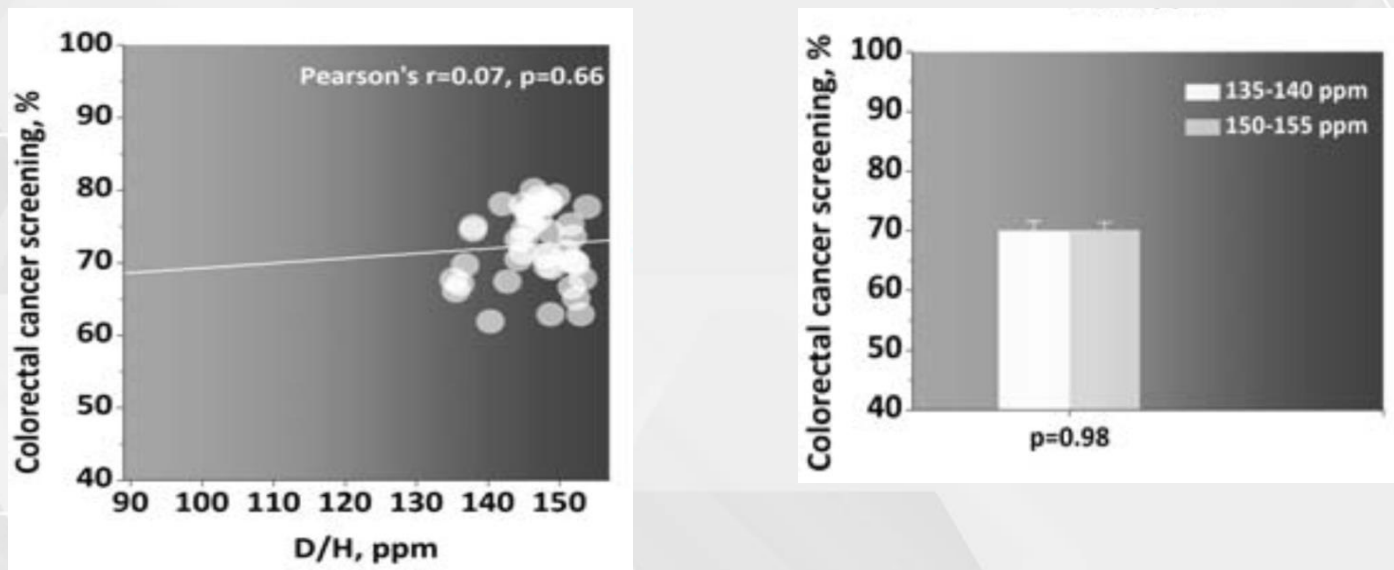 Colorectal cancer screening, %
100
90
80
70
60
50
40
Pearson's r=0.07, p=0.66
90 100 110 120 130 140 150
D/H, ppm
Colorectal cancer screening, %
100
90
80
70
60
50
40
135-140 ppm
150-155 ppm
p=0.98